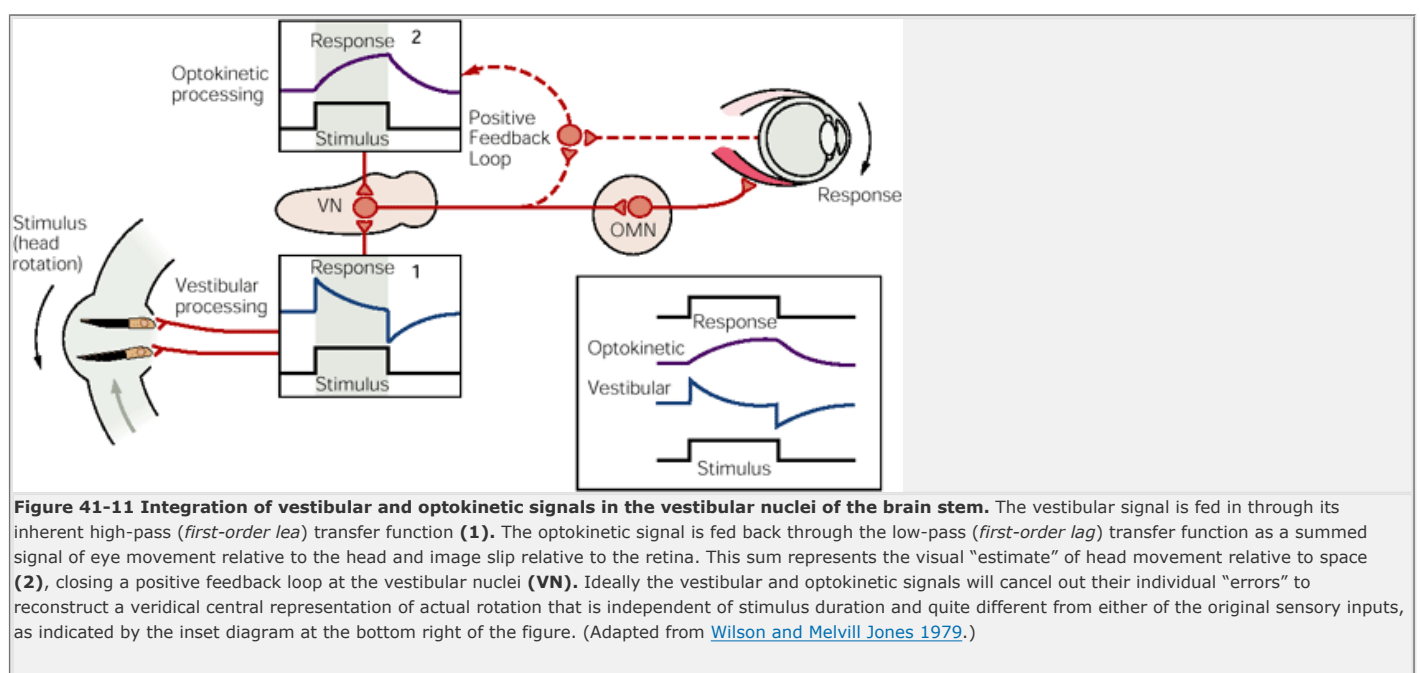 Response 2
Optokinetic
processing
Stimulus
Positive
Feedback
Loop
Response
VN
OMN
Stimulus
(head
rotation)
Vestibular
processing
Response 1
Stimulus
Response
Optokinetic
Vestibular
Stimulus
Figure 41-11 Integration of vestibular and optokinetic signals in the vestibular nuclei of the brain stem. The vestibular signal is fed in through its
inherent high-pass (first-order lea) transfer function (1). The optokinetic signal is fed back through the low-pass (first-order lag) transfer function as a summed
signal of eye movement relative to the head and image slip relative to the retina. This sum represents the visual “estimate” of head movement relative to space
(2), closing a positive feedback loop at the vestibular nuclei (VN). Ideally the vestibular and optokinetic signals will cancel out their individual “errors” to
reconstruct a veridical central representation of actual rotation that is independent of stimulus duration and quite different from either of the original sensory inputs,
as indicated by the inset diagram at the bottom right of the figure. (Adapted from Wilson and Melvill Jones 1979.)